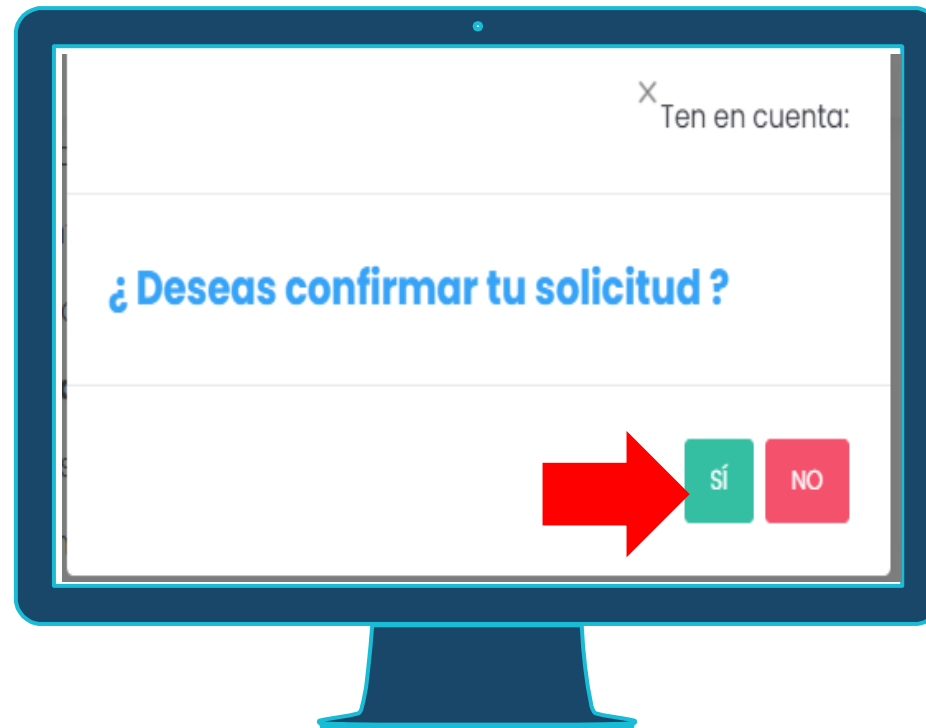 X
Ten en cuenta:
¿ Deseas confirmar tu solicitud ?
SÍ NO